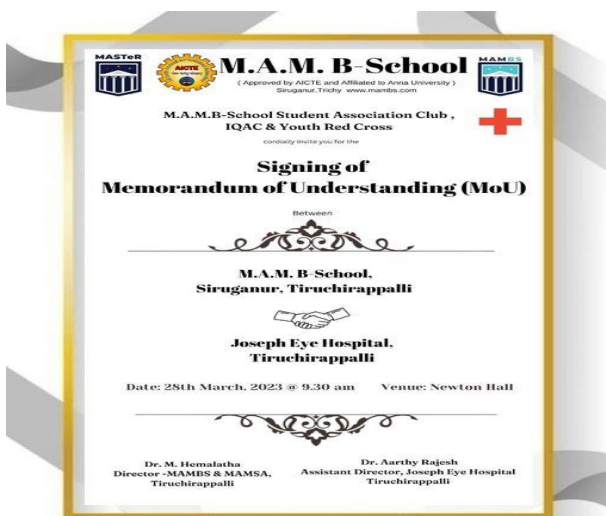 MASTeR
AICTE
M.A.M. B-School
MAMBS
( Approved by AICTE and Affiliated to Anna University )
Siruganur,Trichy www.mambs.com
M.A.M.B-School Student Association Club ,
IQAC & Youth Red Cross
cordially invite you for the
Signing of
Memorandum of Understanding (MoU)
Between
M.A.M. B-School,
Siruganur, Tiruchirappalli
Joseph Eye Hospital,
Tiruchirappalli
Date: 28th March, 2023 @ 9.30 am Venue: Newton Hall
Dr. M. Hemalatha
Director -MAMBS & MAMSA,
Tiruchirappalli
Dr. Aarthy Rajesh
Assistant Director, Joseph Eye Hospital
Tiruchirappalli